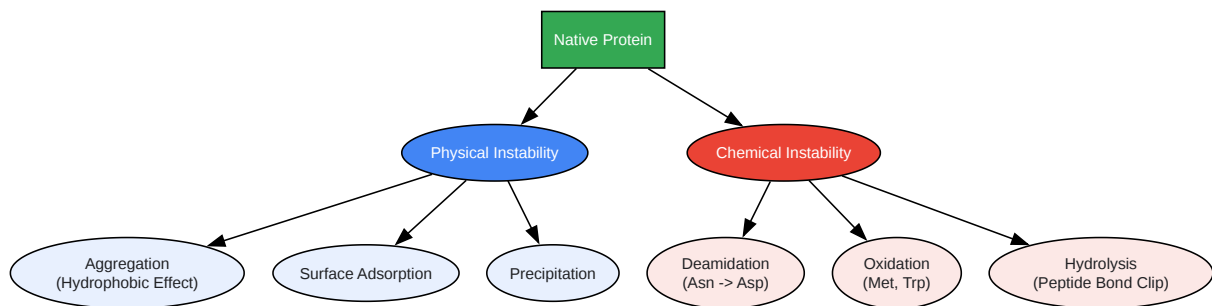 Native Protein
Physical Instability
Chemical Instability
Aggregation
(Hydrophobic Effect)
Surface Adsorption
Precipitation
Deamidation
(Asn -> Asp)
Oxidation
(Met, Trp)
Hydrolysis
(Peptide Bond Clip)